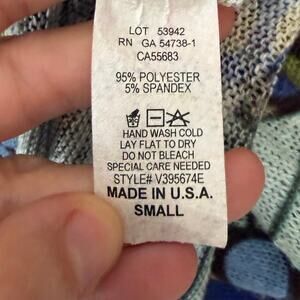 LOT 53942
RN GA 54738-1
CA55683
95% POLYESTER
5% SPANDEX
HAND WASH COLD
LAY FLAT TO DRY
DO NOT BLEACH
SPECIAL CARE NEEDED
STYLE# V395674E
MADE IN U.S.A.
SMALL